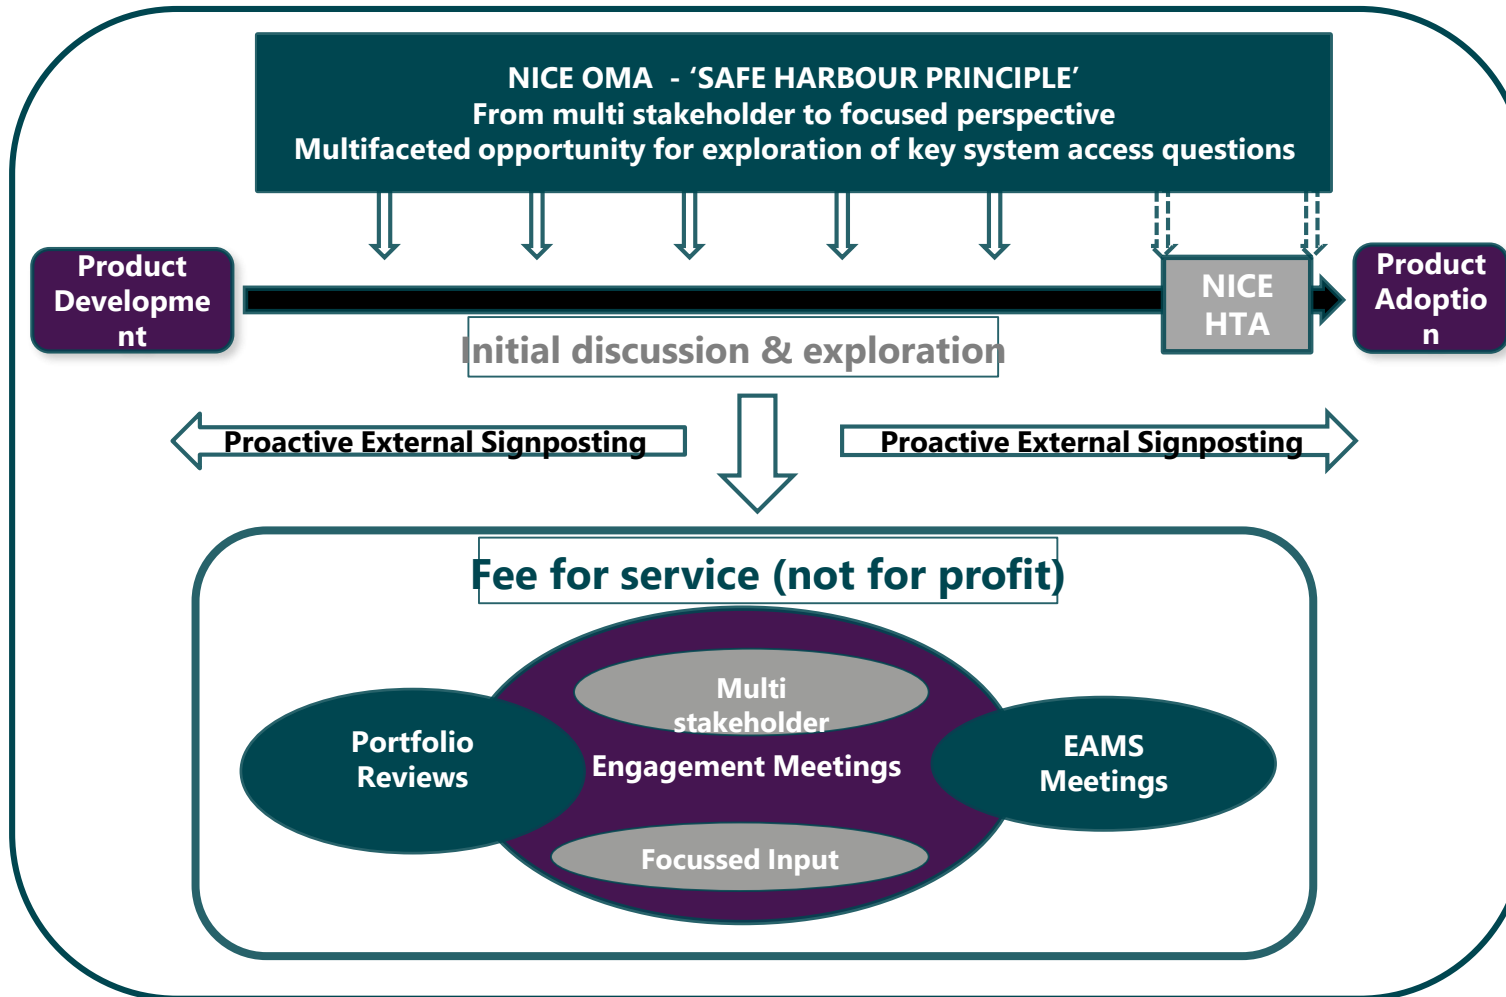 NICE OMA - ‘SAFE HARBOUR PRINCIPLE’
From multi stakeholder to focused perspective
Multifaceted opportunity for exploration of key system access questions
Product
Developme
nt
NICE
HTA
Product
Adoptio
n
Initial discussion & exploration
Proactive External Signposting
Proactive External Signposting
Fee for service (not for profit)
Multi
stakeholder
Portfolio
Reviews
Engagement Meetings
EAMS
Meetings
Focussed Input